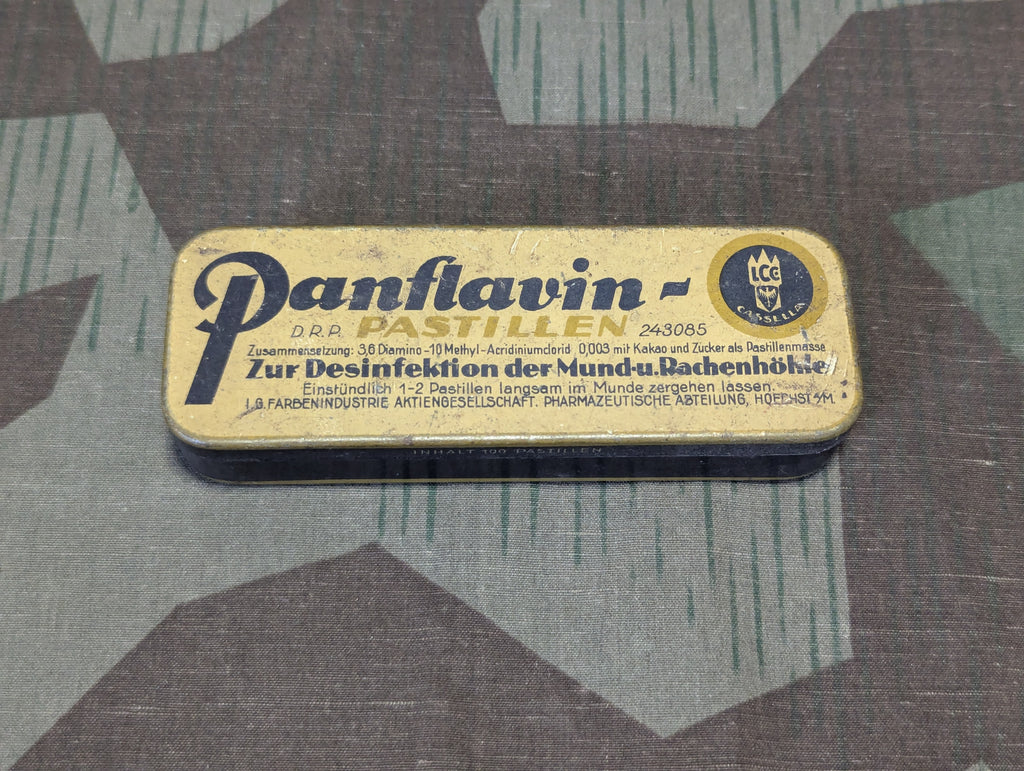 Panflavin-
D.R.P. PASTILLEN 243085
Zusammensetzung: 3,6 Diamino-10 Methyl-Acridiniumclorid 0,003 mit Kakao und Zucker als Pastillenmasse
Zur Desinfektion der Mund-u.Rachenhöhle
Einstündlich 1-2 Pastillen langsam im Munde zergehen lassen.
I.G. FARBENINDUSTRIE AKTIENGESELLSCHAFT. PHARMAZEUTISCHE ABTEILUNG, HOECHST a/M.
LCC
CASSELLA
INHALT 100 PASTILLEN